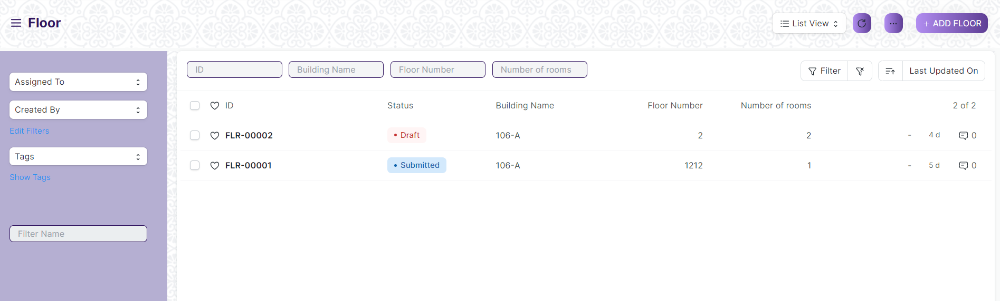 Floor
List View
... + ADD FLOOR
Assigned To
Created By
Edit Filters
Tags
Show Tags
Filter Name
ID Building Name Floor Number Number of rooms
Filter Last Updated On
ID Status Building Name Floor Number Number of rooms 2 of 2
FLR-00002 • Draft 106-A 2 2 - 4 d 0
FLR-00001 • Submitted 106-A 1212 1 - 5 d 0